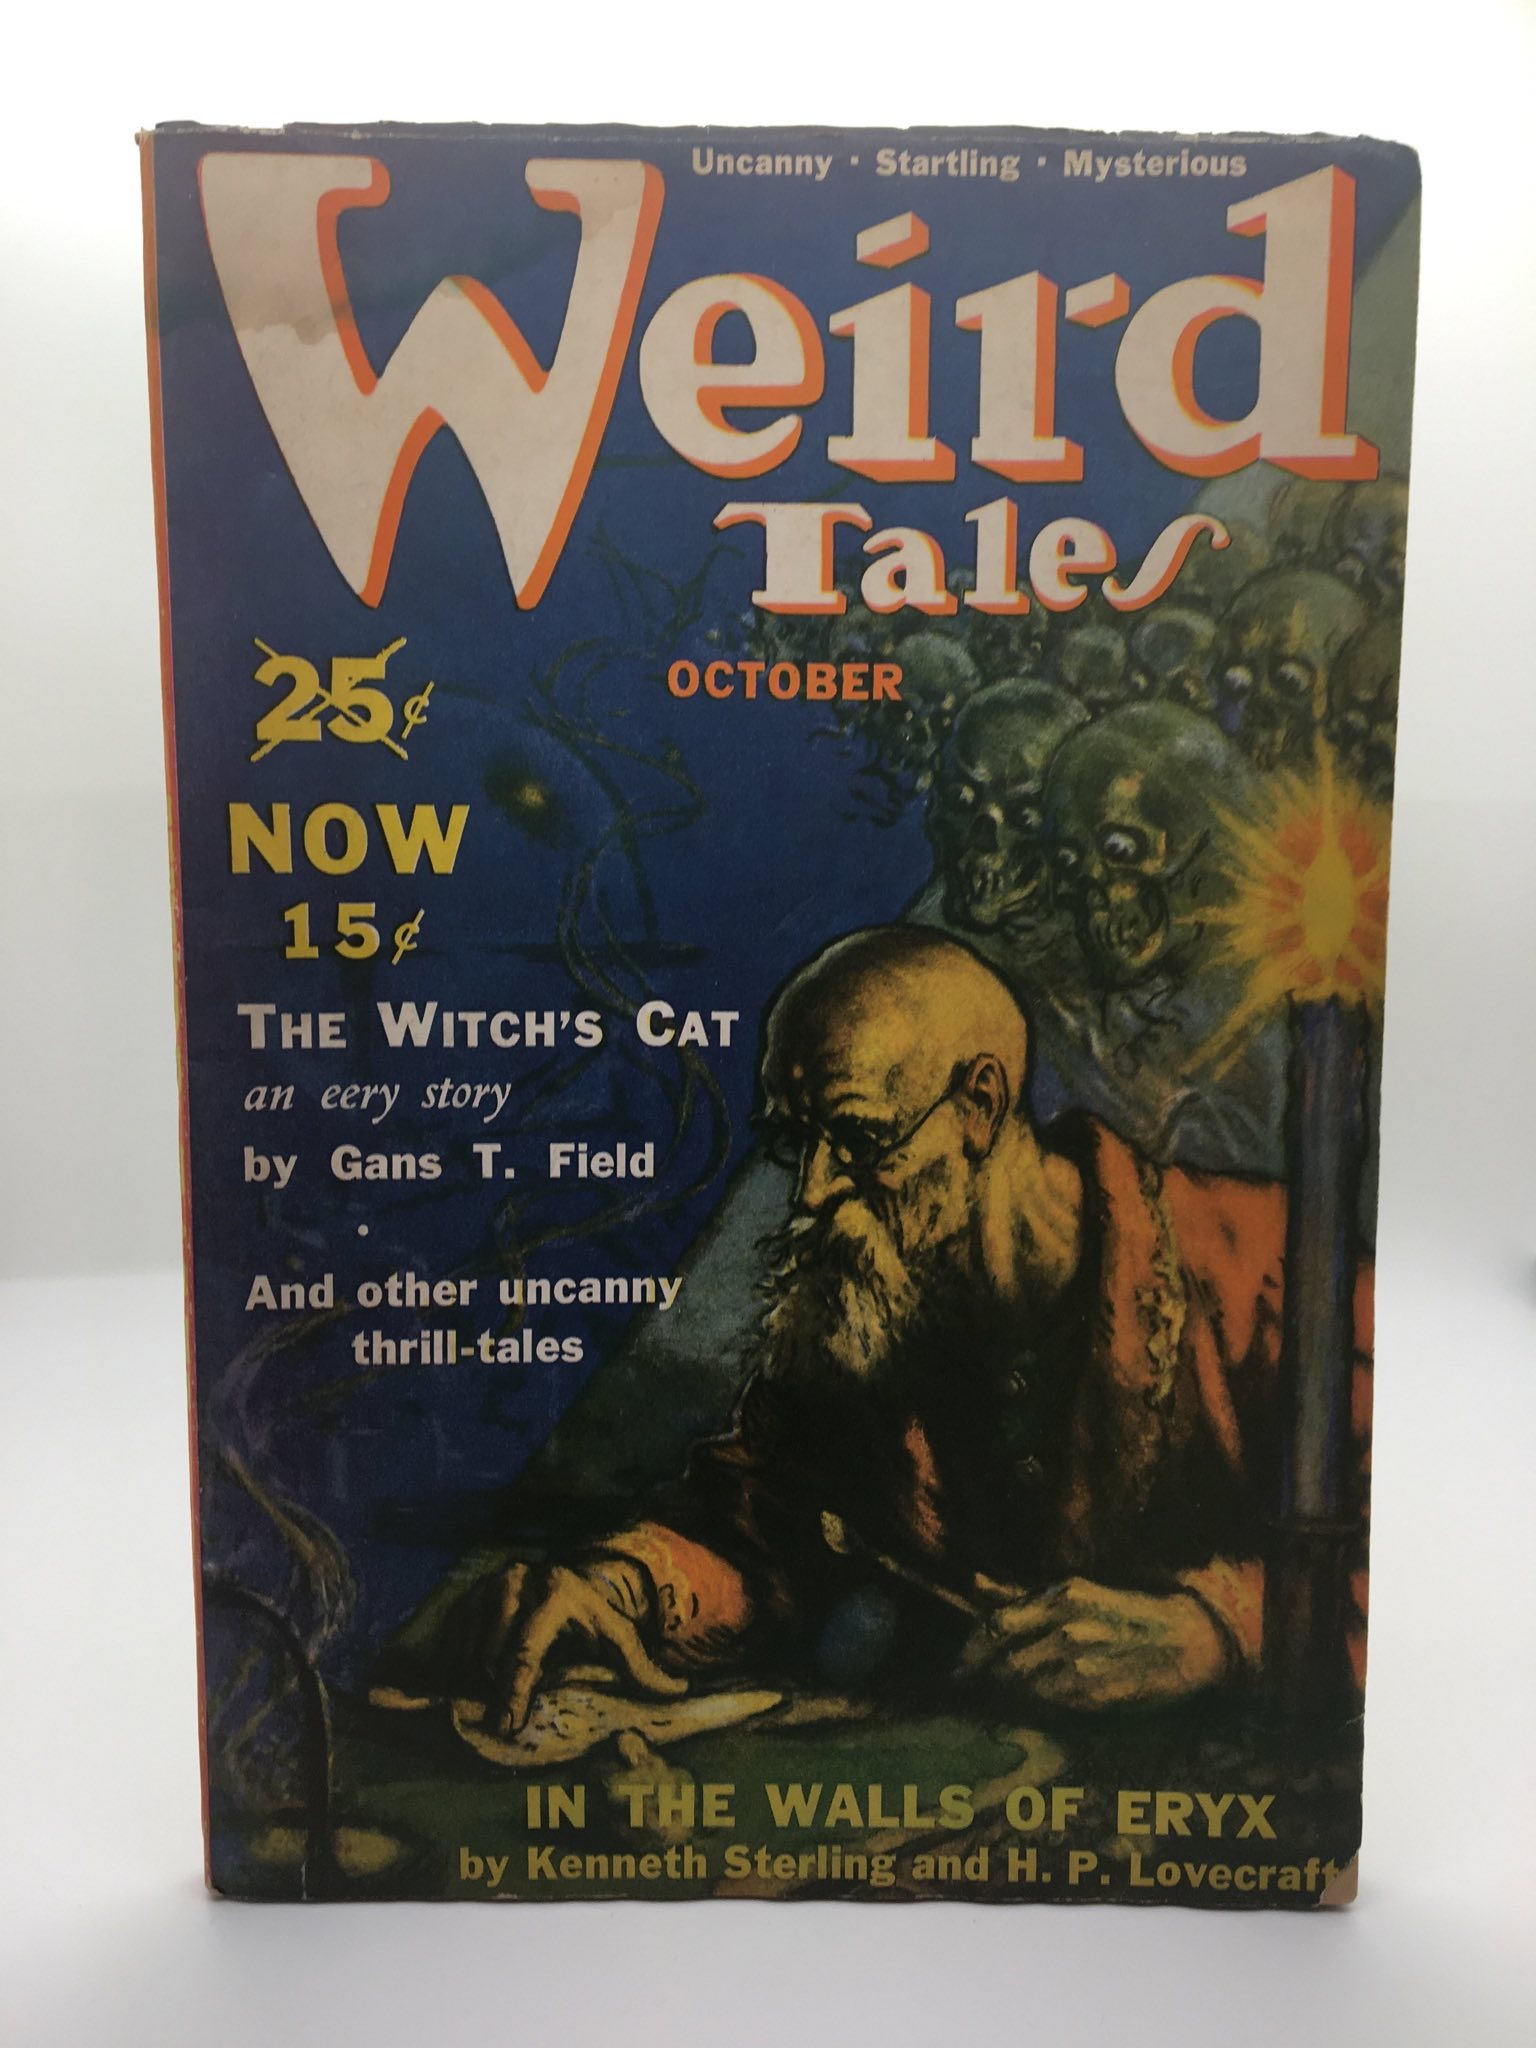 Uncanny · Startling · Mysterious
Weird
Tales
OCTOBER
25¢
NOW
15¢
THE WITCH'S CAT
an eery story
by Gans T. Field
And other uncanny
thrill-tales
IN THE WALLS OF ERYX
by Kenneth Sterling and H. P. Lovecraft